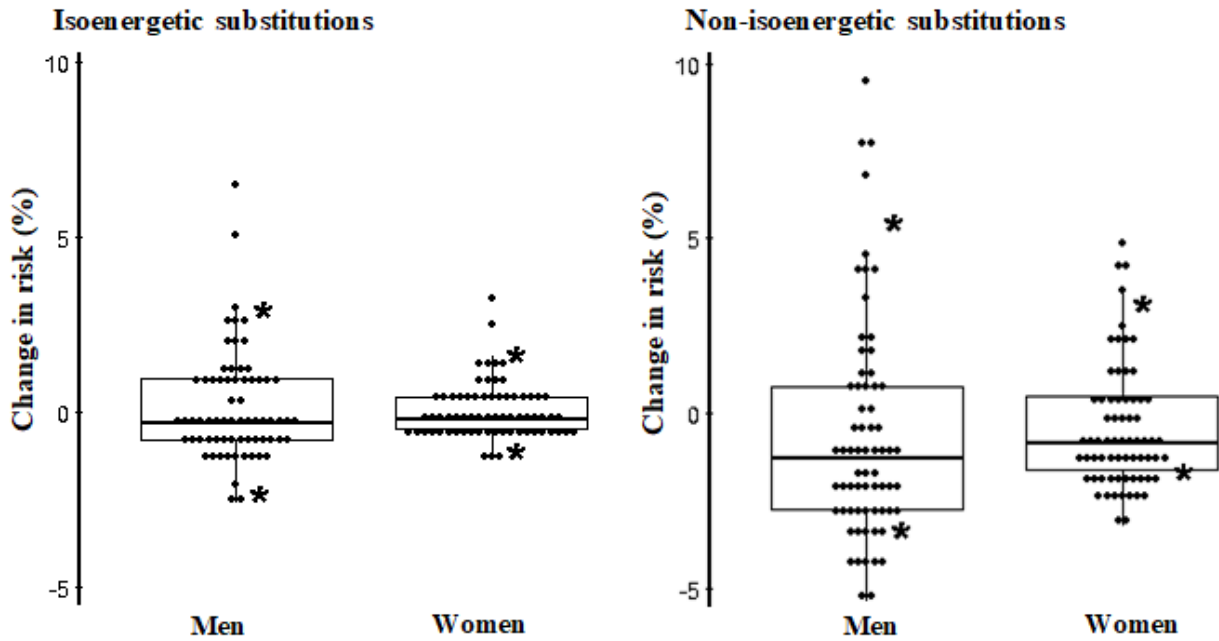 Isoenergetic substitutions
10
5
0
-5
Change in risk (%)
*
*
*
*
Men
Women
Non-isoenergetic substitutions
10
5
0
-5
Change in risk (%)
*
*
*
*
Men
Women